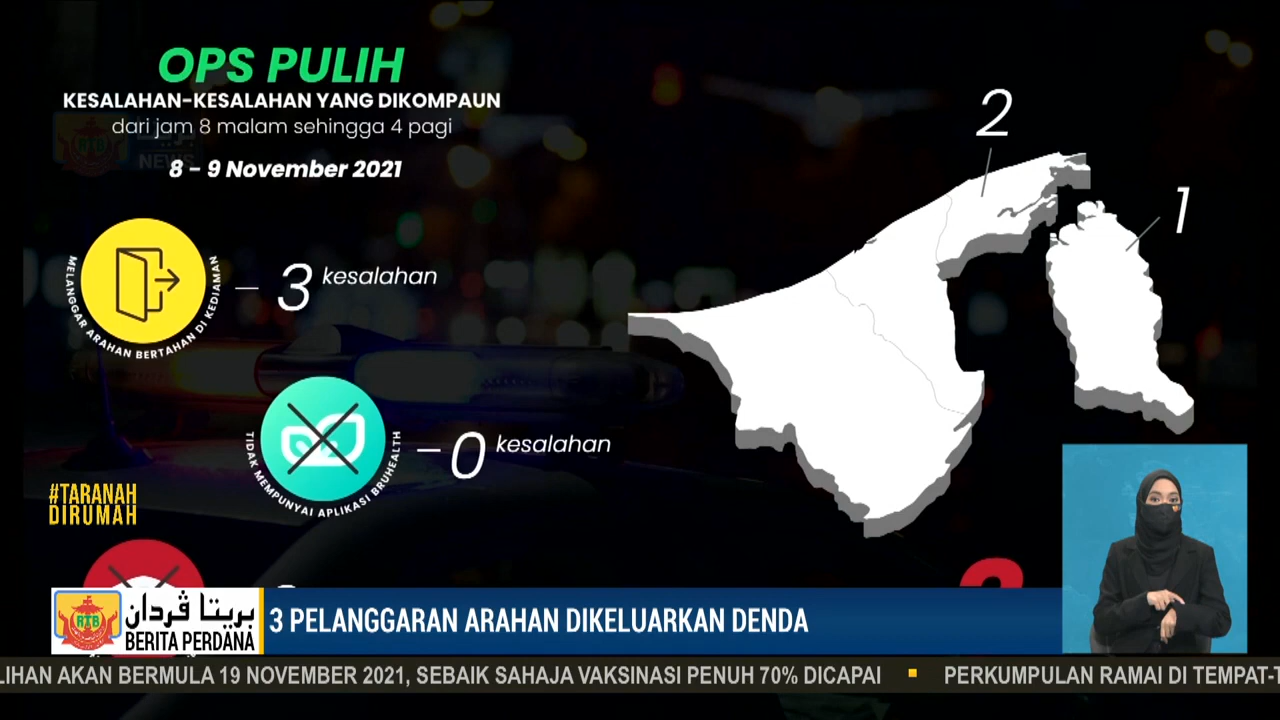 OPS PULIH
KESALAHAN-KESALAHAN YANG DIKOMPAUN
dari jam 8 malam sehingga 4 pagi
8 - 9 November 2021
RTB
NEWS
2
1
MELANGGAR ARAHAN BERTAHAN DI KEDIAMAN
3 kesalahan
TIDAK MEMPUNYAI APLIKASI BRUHEALTH
0 kesalahan
#TARANAH
DIRUMAH
RTB
بريتا ڤردان
BERITA PERDANA
3 PELANGGARAN ARAHAN DIKELUARKAN DENDA
LIHAN AKAN BERMULA 19 NOVEMBER 2021, SEBAIK SAHAJA VAKSINASI PENUH 70% DICAPAI ▪ PERKUMPULAN RAMAI DI TEMPAT-T